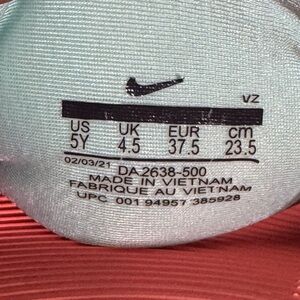 VZ
US UK EUR cm
5Y 4.5 37.5 23.5
02/03/21 DA2638-500
MADE IN VIETNAM
FABRIQUE AU VIETNAM
UPC 001 94957 385928